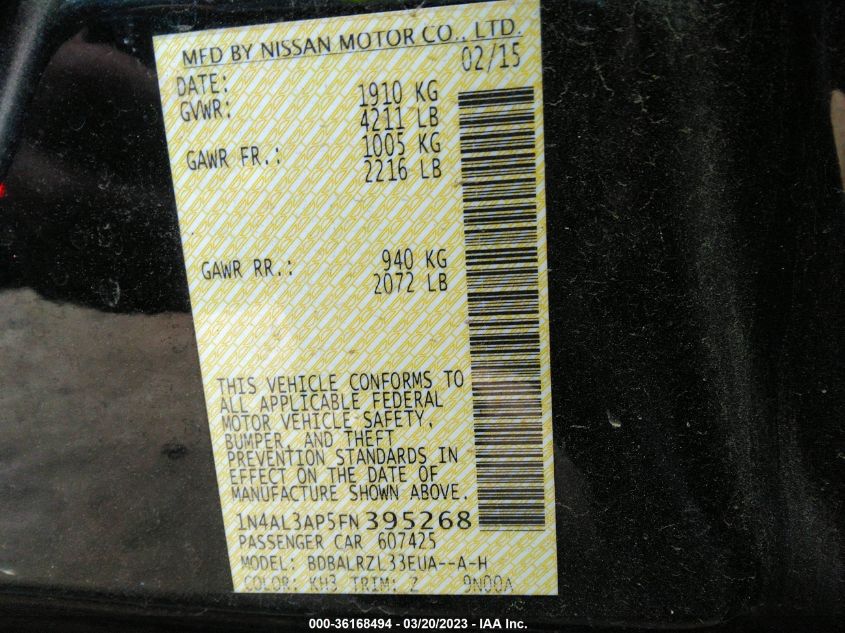 MFD BY NISSAN MOTOR CO., LTD.
DATE: 02/15
GVWR: 1910 KG
4211 LB
GAWR FR.: 1005 KG
2216 LB
GAWR RR.: 940 KG
2072 LB
THIS VEHICLE CONFORMS TO
ALL APPLICABLE FEDERAL
MOTOR VEHICLE SAFETY,
BUMPER, AND THEFT
PREVENTION STANDARDS IN
EFFECT ON THE DATE OF
MANUFACTURE SHOWN ABOVE.
1N4AL3AP5FN395268
PASSENGER CAR 607425
MODEL: BDBALRZL33EUA--A-H
COLOR: KH3 TRIM: Z 9N00A
000-36168494 - 03/20/2023 - IAA Inc.